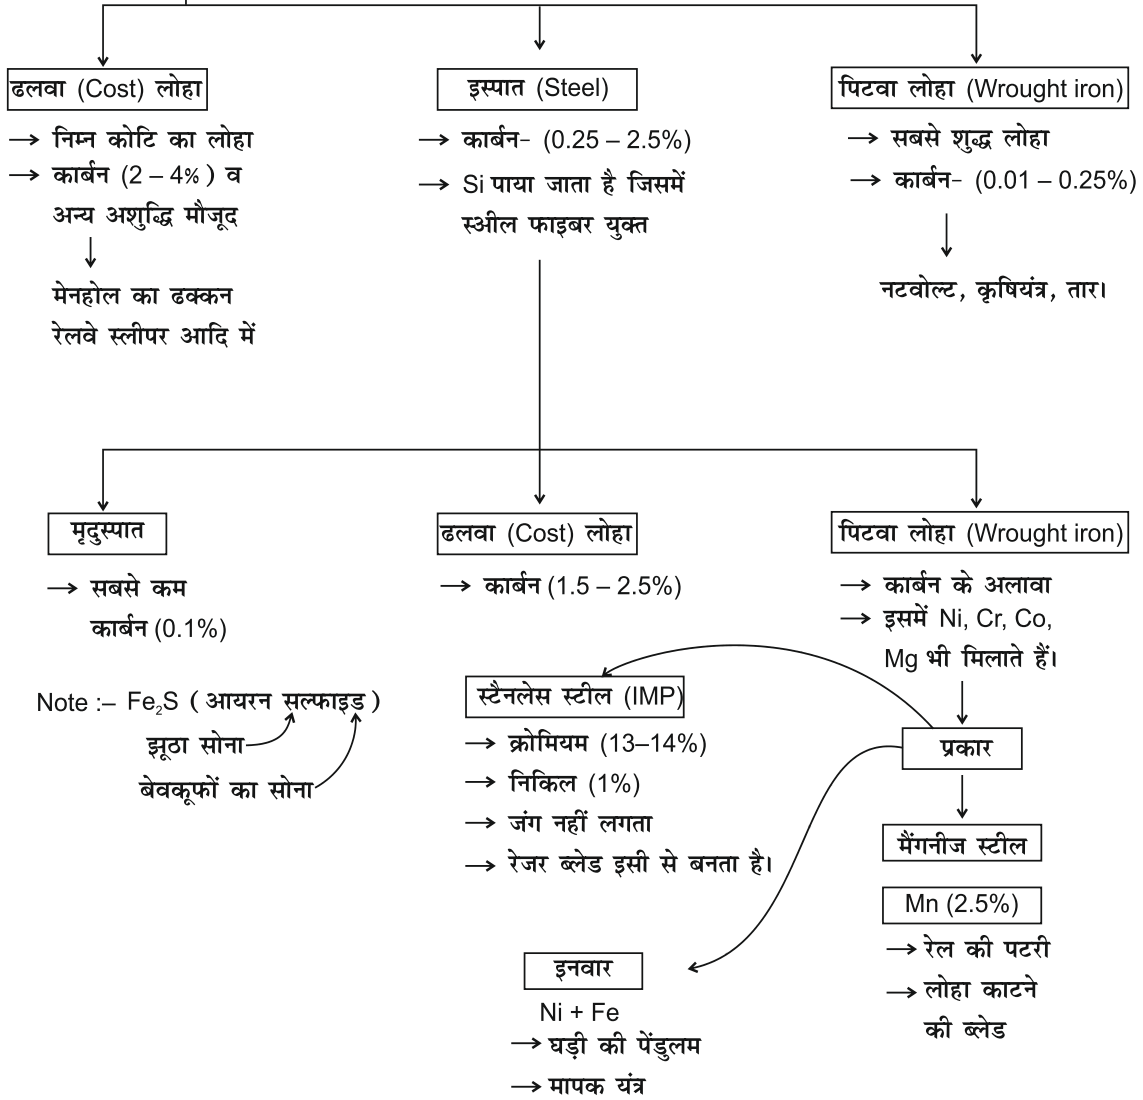 ढलवा (Cost) लोहा
→ निम्न कोटि का लोहा
→ कार्बन (2 – 4%) व
अन्य अशुद्धि मौजूद
मेनहोल का ढक्कन
रेलवे स्लीपर आदि में
इस्पात (Steel)
→ कार्बन- (0.25 – 2.5%)
→ Si पाया जाता है जिसमें
स्अील फाइबर युक्त
पिटवा लोहा (Wrought iron)
→ सबसे शुद्ध लोहा
→ कार्बन- (0.01 – 0.25%)
नटवोल्ट, कृषियंत्र, तार।
मृदुस्पात
→ सबसे कम
कार्बन (0.1%)
ढलवा (Cost) लोहा
→ कार्बन (1.5 – 2.5%)
पिटवा लोहा (Wrought iron)
→ कार्बन के अलावा
→ इसमें Ni, Cr, Co,
Mg भी मिलाते हैं।
Note :– Fe₂S ( आयरन सल्फाइड )
झूठा सोना
बेवकूफों का सोना
स्टैनलेस स्टील (IMP)
→ क्रोमियम (13–14%)
→ निकिल (1%)
→ जंग नहीं लगता
→ रेजर ब्लेड इसी से बनता है।
प्रकार
मैंगनीज स्टील
Mn (2.5%)
→ रेल की पटरी
→ लोहा काटने
की ब्लेड
इनवार
Ni + Fe
→ घड़ी की पेंडुलम
→ मापक यंत्र